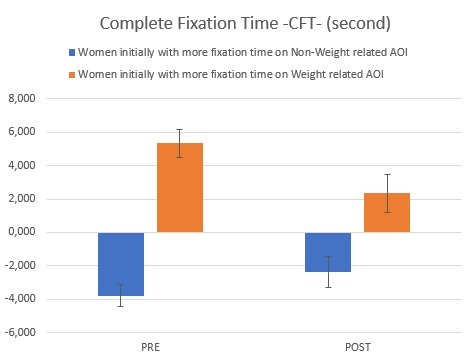 Complete Fixation Time -CFT- (second)
Women initially with more fixation time on Non-Weight related AOI
Women initially with more fixation time on Weight related AOI
8,000
6,000
4,000
2,000
0,000
-2,000
-4,000
-6,000
PRE POST